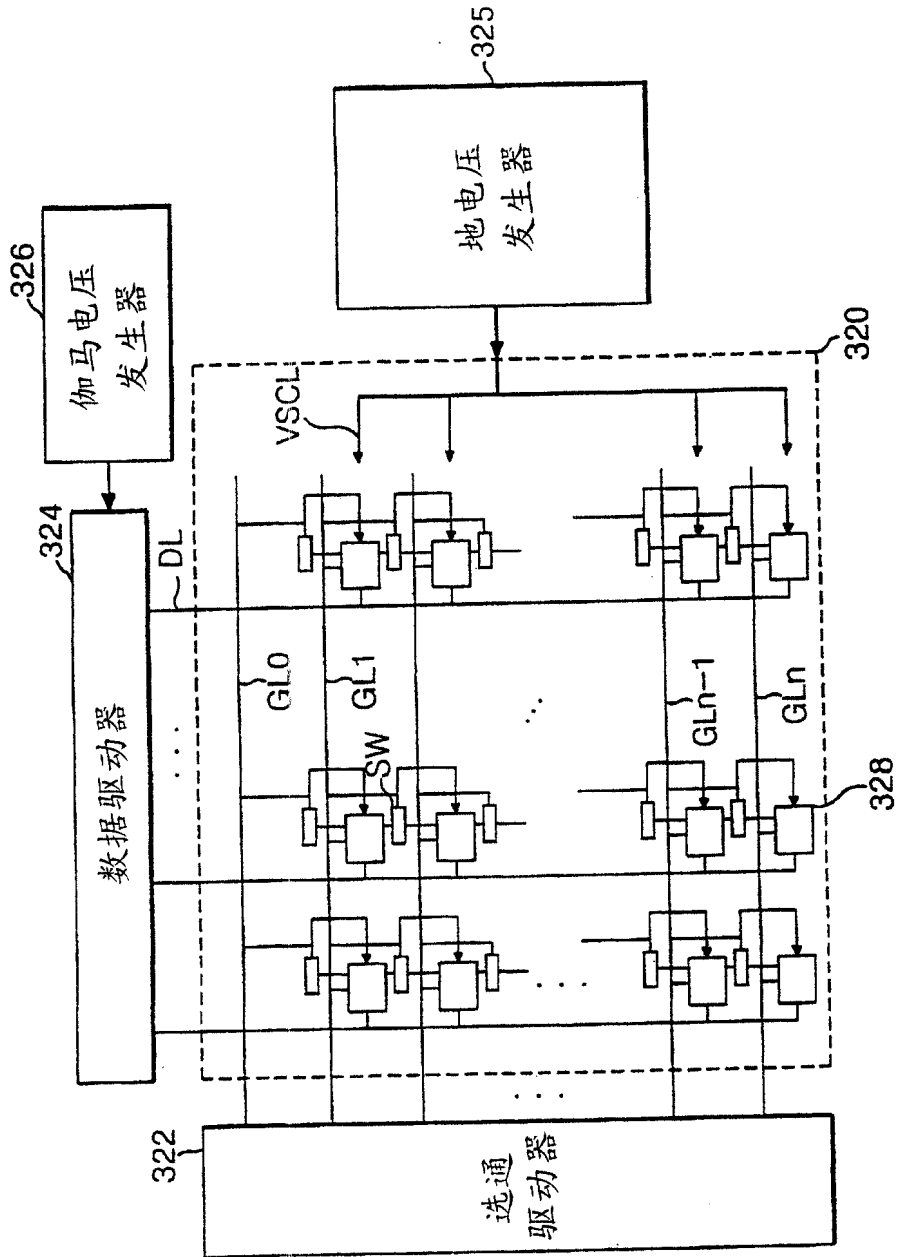 326
伽马电压
发生器
324
数据驱动器
DL
. . .
325
地电压
发生器
VSCL
320
GL0
GL1
SW
...
GLn-1
GLn
328
. . .
322
选通
驱动器
. . .